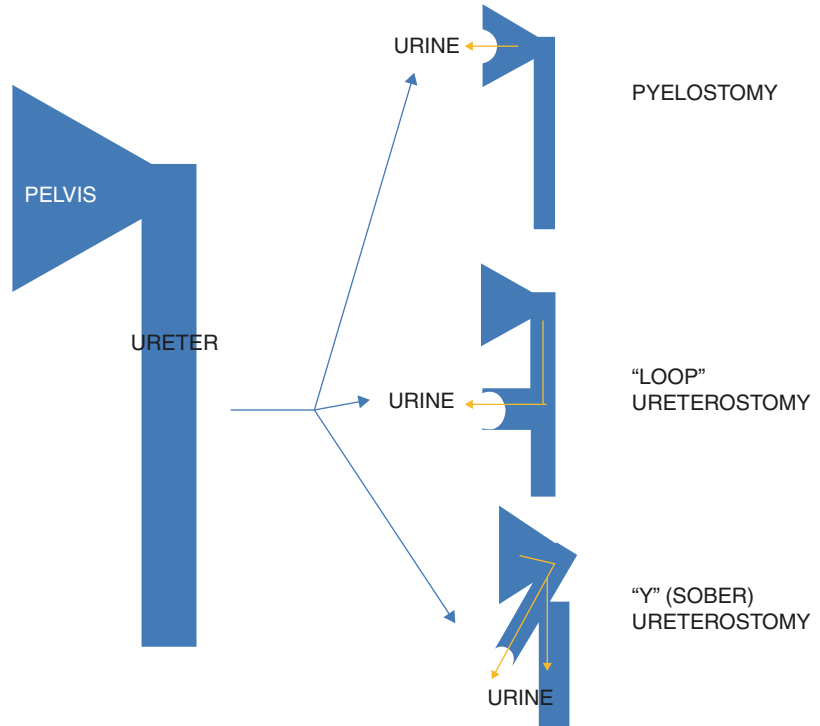 URINE
PYELOSTOMY
PELVIS
URETER
URINE
“LOOP”
URETEROSTOMY
“Y” (SOBER)
URETEROSTOMY
URINE